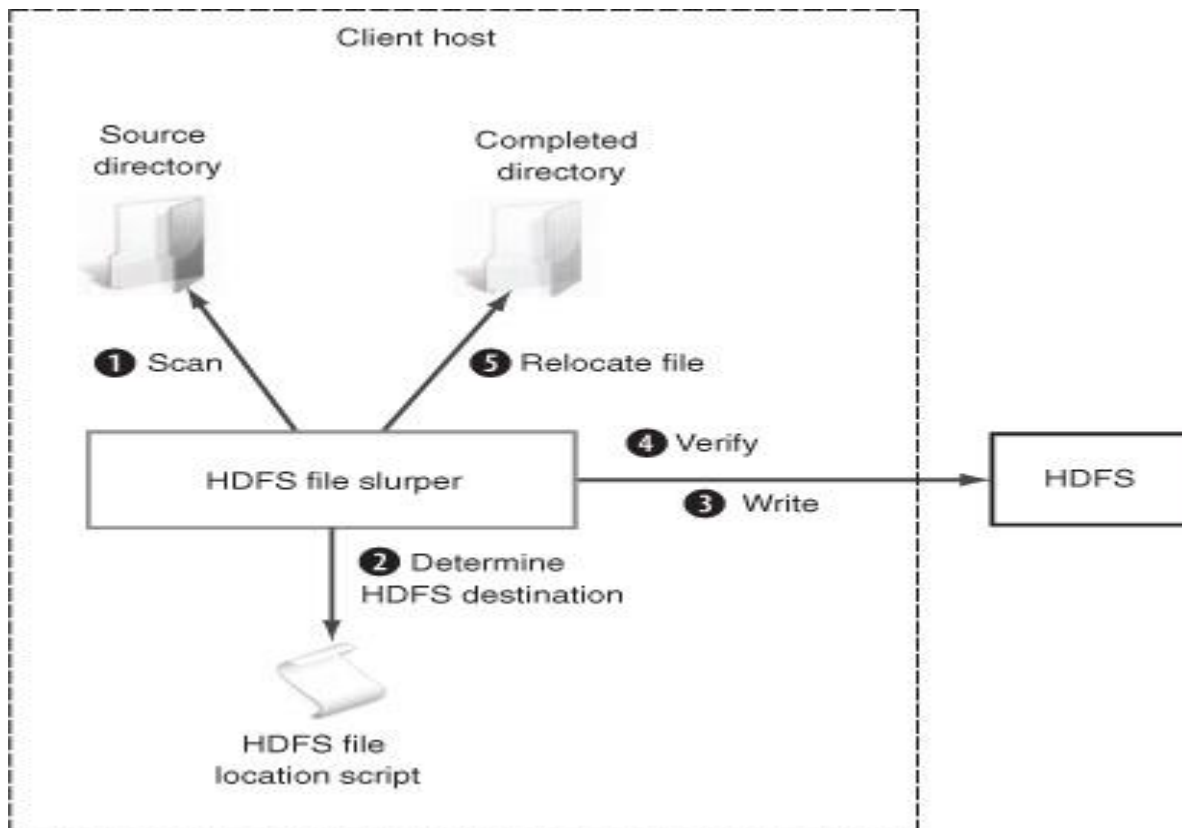 Client host
Source
directory
Completed
directory
1 Scan
5 Relocate file
HDFS file slurper
4 Verify
3 Write
HDFS
2 Determine
HDFS destination
HDFS file
location script